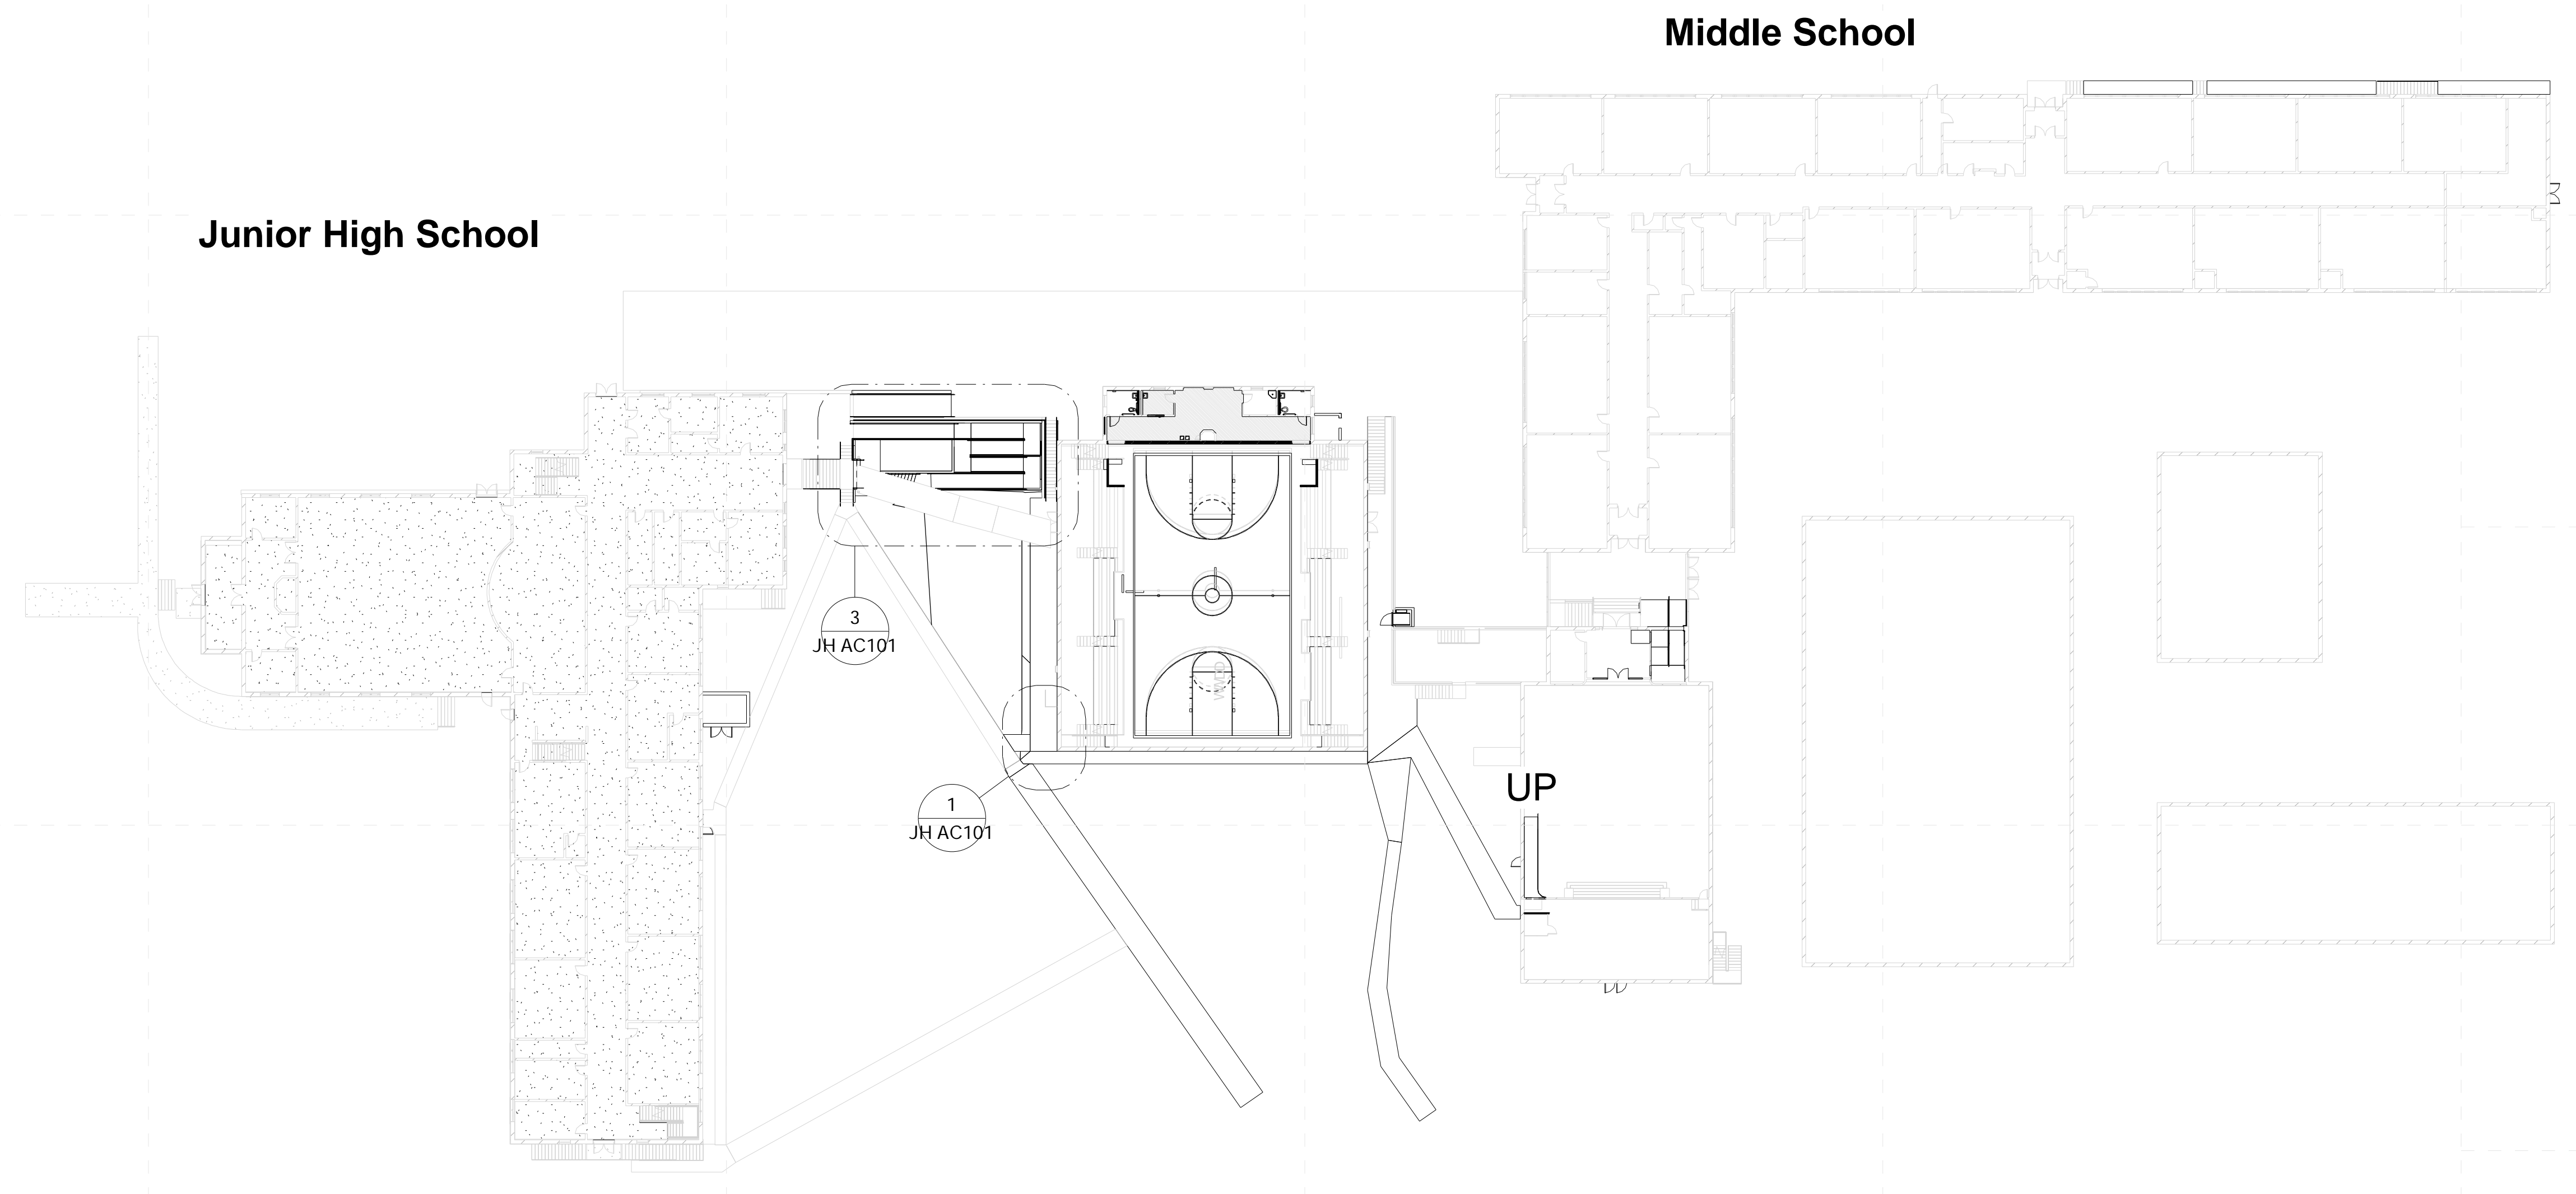 Middle School
Junior High School
3
JH AC101
1
JH AC101
UP